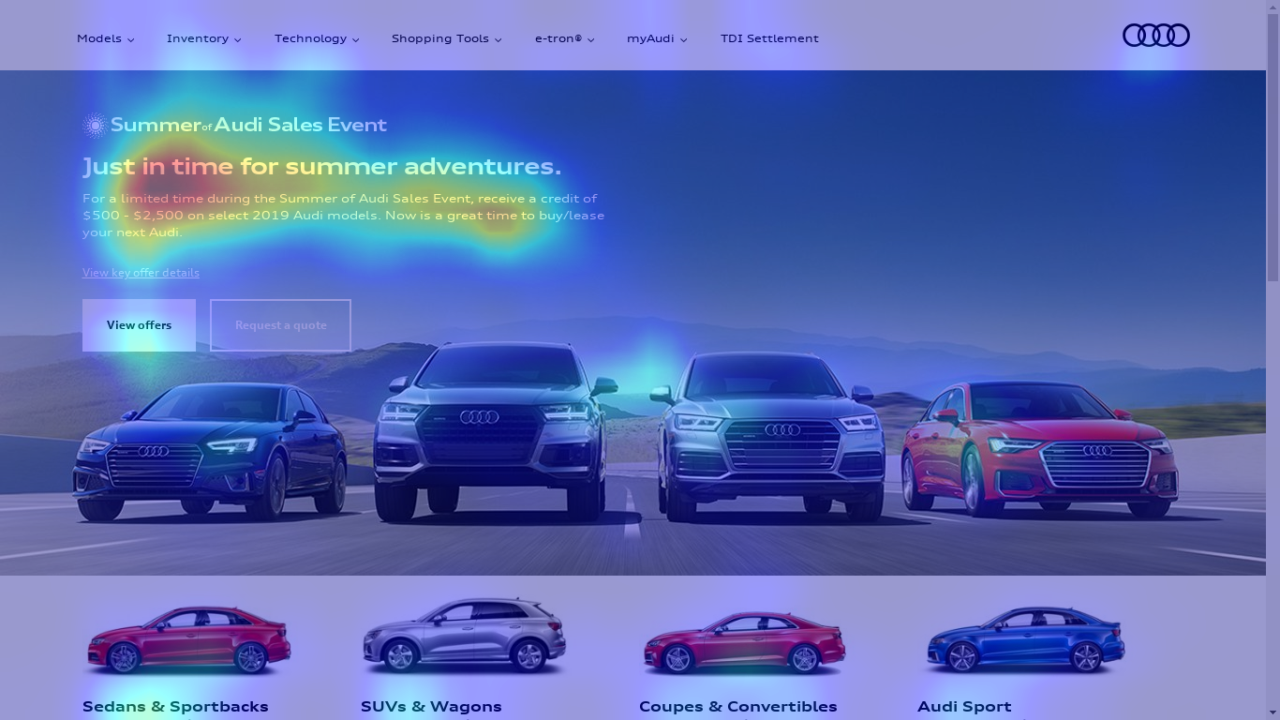 Models Inventory Technology Shopping Tools e-tron® myAudi TDI Settlement
Summer of Audi Sales Event
Just in time for summer adventures.
For a limited time during the Summer of Audi Sales Event, receive a credit of
$500 - $2,500 on select 2019 Audi models. Now is a great time to buy/lease
your next Audi.
View key offer details
View offers Request a quote
Sedans & Sportbacks SUVs & Wagons Coupes & Convertibles Audi Sport